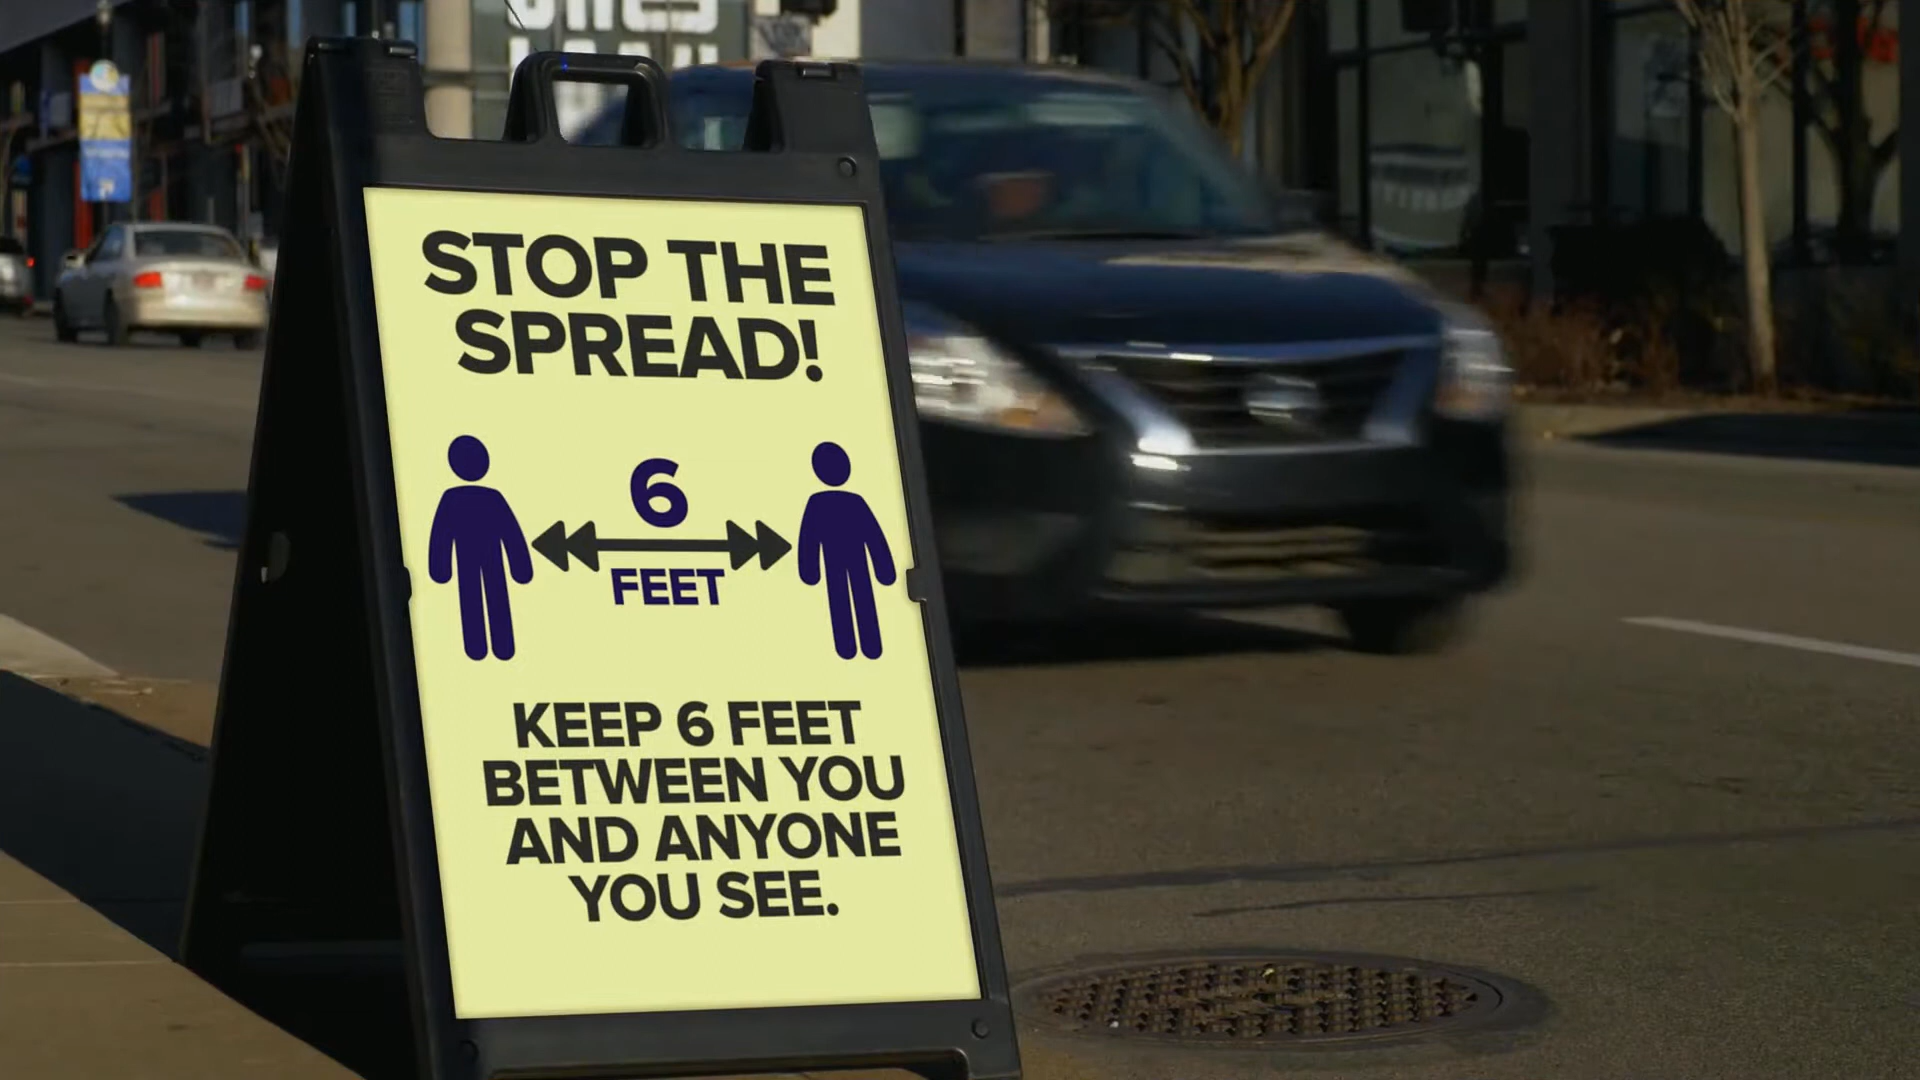 STOP THE
SPREAD!
6
FEET
KEEP 6 FEET
BETWEEN YOU
AND ANYONE
YOU SEE.